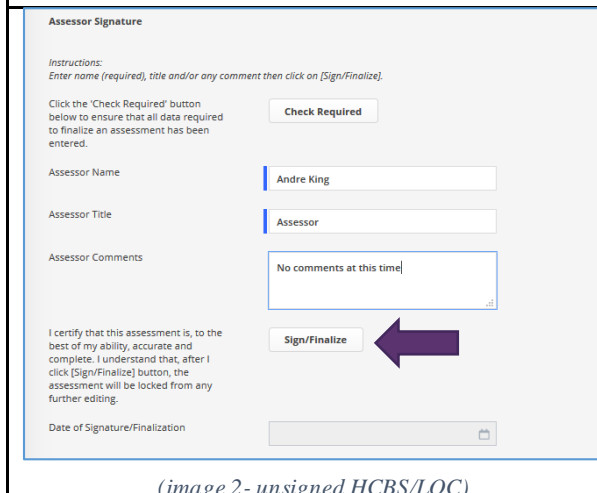 Assessor Signature
Instructions:
Enter name (required), title and/or any comment then click on [Sign/Finalize].
Click the 'Check Required' button
below to ensure that all data required
to finalize an assessment has been
entered.
Check Required
Assessor Name
Andre King
Assessor Title
Assessor
Assessor Comments
No comments at this time
I certify that this assessment is, to the
best of my ability, accurate and
complete. I understand that, after I
click [Sign/Finalize] button, the
assessment will be locked from any
further editing.
Sign/Finalize
Date of Signature/Finalization
(image 2- unsigned HCBS/LOC)